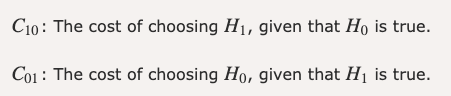 C₁₀: The cost of choosing H₁, given that H₀ is true.
C₀₁: The cost of choosing H₀, given that H₁ is true.